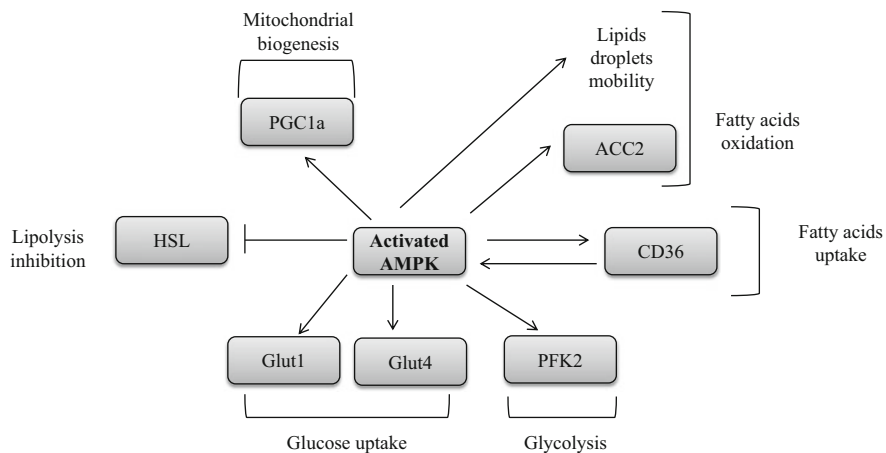 Mitochondrial
biogenesis
PGC1a
Lipids
droplets
mobility
ACC2
Fatty acids
oxidation
Lipolysis
inhibition
HSL
Activated
AMPK
CD36
Fatty acids
uptake
Glut1
Glut4
PFK2
Glucose uptake
Glycolysis